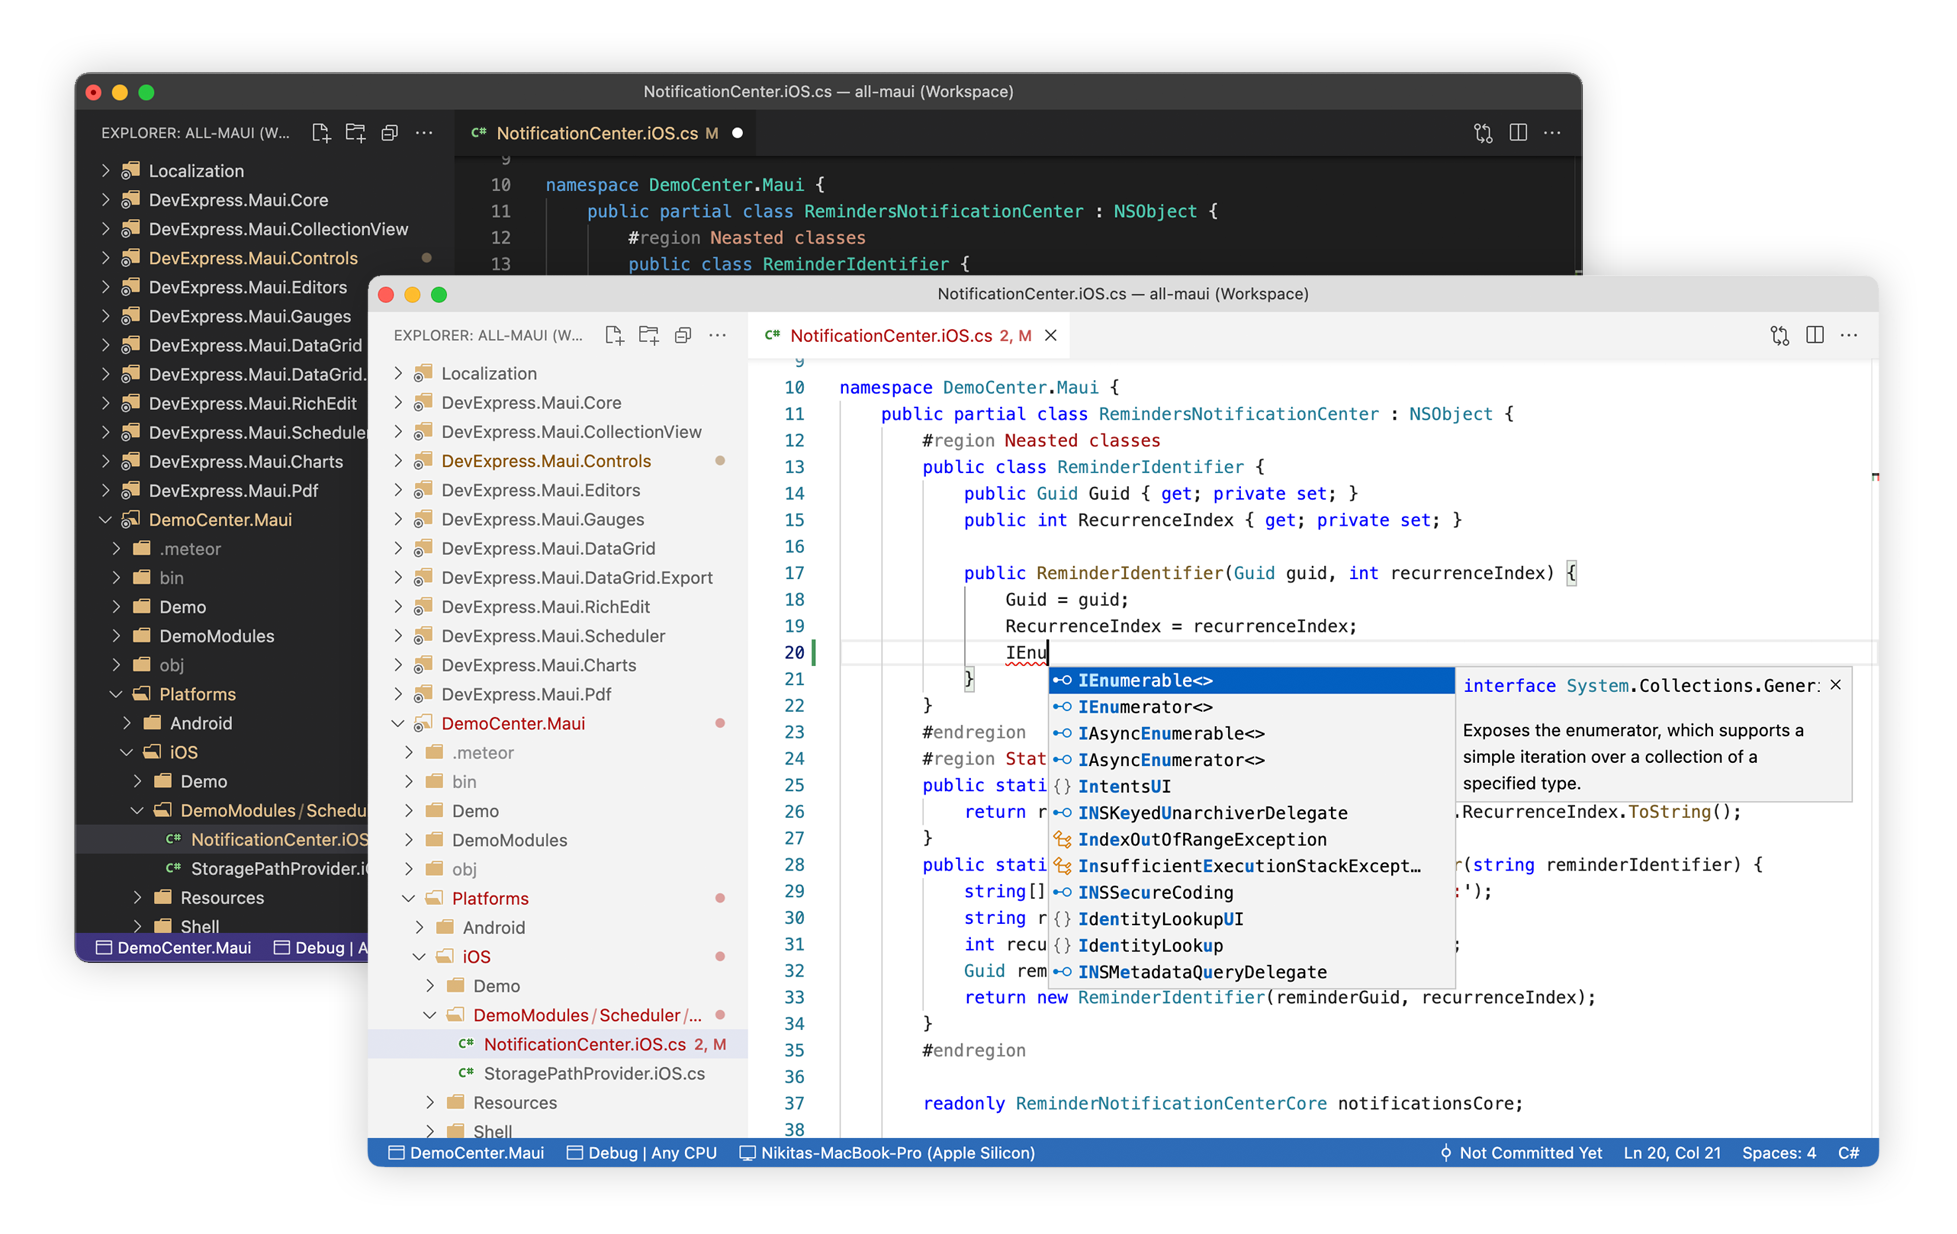 NotificationCenter.iOS.cs — all-maui (Workspace)
EXPLORER: ALL-MAUI (W...
Localization
DevExpress.Maui.Core
DevExpress.Maui.CollectionView
DevExpress.Maui.Controls
DevExpress.Maui.Editors
DevExpress.Maui.Gauges
DevExpress.Maui.DataGrid
DevExpress.Maui.DataGrid.
DevExpress.Maui.RichEdit
DevExpress.Maui.Scheduler
DevExpress.Maui.Charts
DevExpress.Maui.Pdf
DemoCenter.Maui
.meteor
bin
Demo
DemoModules
obj
Platforms
Android
iOS
Demo
DemoModules/Schedu
C# NotificationCenter.iOS
C# StoragePathProvider.i
Resources
Shell
DemoCenter.Maui Debug | A
C# NotificationCenter.iOS.cs M
9
10 namespace DemoCenter.Maui {
11 public partial class RemindersNotificationCenter : NSObject {
12 #region Neasted classes
13 public class ReminderIdentifier {
NotificationCenter.iOS.cs — all-maui (Workspace)
EXPLORER: ALL-MAUI (W...
Localization
DevExpress.Maui.Core
DevExpress.Maui.CollectionView
DevExpress.Maui.Controls
DevExpress.Maui.Editors
DevExpress.Maui.Gauges
DevExpress.Maui.DataGrid
DevExpress.Maui.DataGrid.Export
DevExpress.Maui.RichEdit
DevExpress.Maui.Scheduler
DevExpress.Maui.Charts
DevExpress.Maui.Pdf
DemoCenter.Maui
.meteor
bin
Demo
DemoModules
obj
Platforms
Android
iOS
Demo
DemoModules/Scheduler/...
C# NotificationCenter.iOS.cs 2, M
C# StoragePathProvider.iOS.cs
Resources
Shell
C# NotificationCenter.iOS.cs 2, M
9
10 namespace DemoCenter.Maui {
11 public partial class RemindersNotificationCenter : NSObject {
12 #region Neasted classes
13 public class ReminderIdentifier {
14 public Guid Guid { get; private set; }
15 public int RecurrenceIndex { get; private set; }
16
17 public ReminderIdentifier(Guid guid, int recurrenceIndex) {
18 Guid = guid;
19 RecurrenceIndex = recurrenceIndex;
20 IEnu
21 }
22 }
23 #endregion
24 #region Stat
25 public stati
26 return r .RecurrenceIndex.ToString();
27 }
28 public stati r(string reminderIdentifier) {
29 string[] :');
30 string r
31 int recu ;
32 Guid rem
33 return new ReminderIdentifier(reminderGuid, recurrenceIndex);
34 }
35 #endregion
36
37 readonly ReminderNotificationCenterCore notificationsCore;
38
IEnumerable<>
IEnumerator<>
IAsyncEnumerable<>
IAsyncEnumerator<>
{} IntentsUI
INSKeyedUnarchiverDelegate
IndexOutOfRangeException
InsufficientExecutionStackExcept…
INSSecureCoding
{} IdentityLookupUI
{} IdentityLookup
INSMetadataQueryDelegate
interface System.Collections.Gener
Exposes the enumerator, which supports a
simple iteration over a collection of a
specified type.
DemoCenter.Maui Debug | Any CPU Nikitas-MacBook-Pro (Apple Silicon) Not Committed Yet Ln 20, Col 21 Spaces: 4 C#